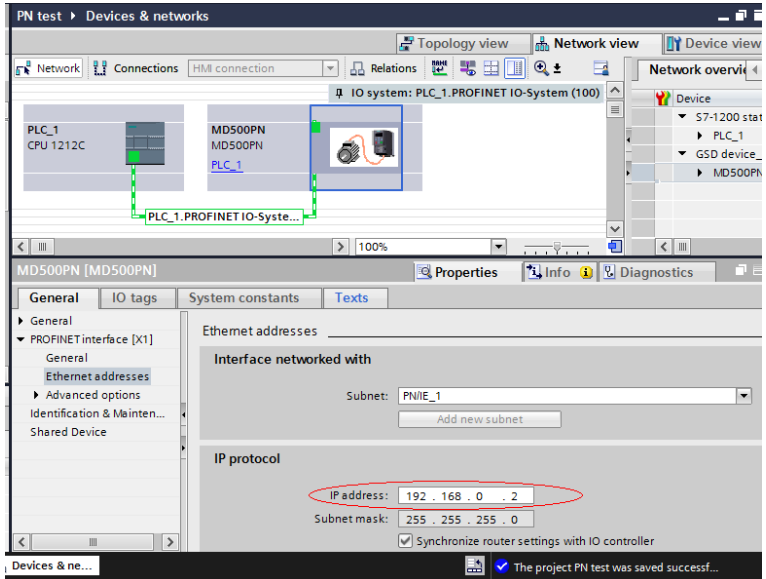 PN test ▸ Devices & networks
Topology view
Network view
Device view
Network
Connections
HMI connection
Relations
Network overvi
IO system: PLC_1.PROFINET IO-System (100)
Device
PLC_1
CPU 1212C
MD500PN
MD500PN
PLC_1
S7-1200 stat
PLC_1
GSD device_
MD500PN
PLC_1.PROFINET IO-Syste...
100%
MD500PN [MD500PN]
Properties
Info
Diagnostics
General
IO tags
System constants
Texts
General
PROFINET interface [X1]
General
Ethernet addresses
Advanced options
Identification & Mainten...
Shared Device
Ethernet addresses
Interface networked with
Subnet: PN/IE_1
Add new subnet
IP protocol
IP address: 192 . 168 . 0 . 2
Subnet mask: 255 . 255 . 255 . 0
Synchronize router settings with IO controller
Devices & ne...
The project PN test was saved successf...